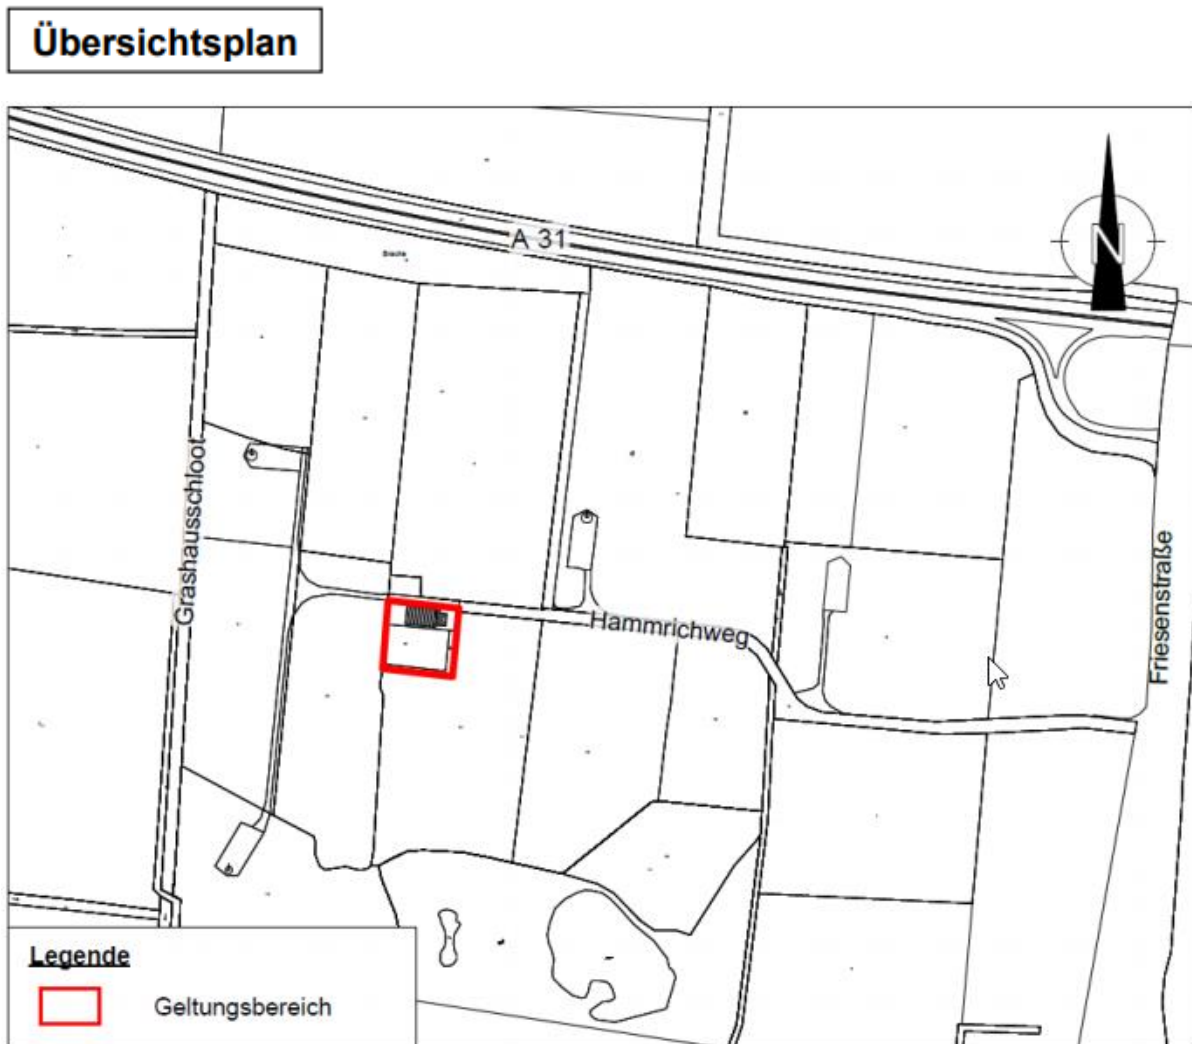 Übersichtsplan
A 31
N
Grashausschloot
Hammrichweg
Friesenstraße
Legende
Geltungsbereich